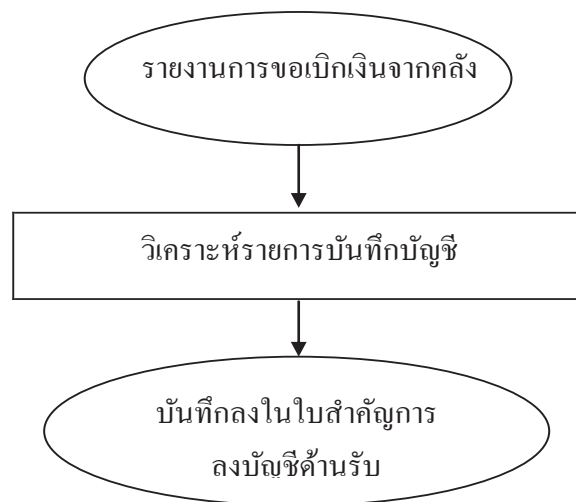 รายงานการขอเบิกเงินจากคลัง
วิเคราะห์รายการบันทึกบัญชี
บันทึกลงในใบสำคัญการ
ลงบัญชีด้านรับ